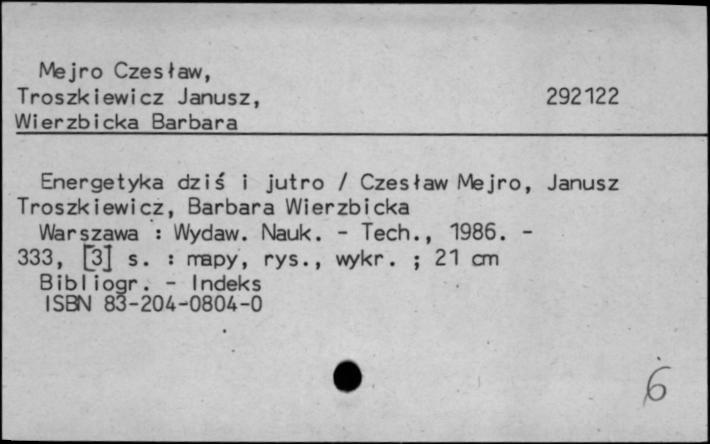 Mejro Czesław,
Troszkiewicz Janusz, 292122
Wierzbicka Barbara
Energetyka dziś i jutro / Czesław Mejro, Janusz
Troszkiewicz, Barbara Wierzbicka
Warszawa : Wydaw. Nauk. - Tech., 1986. -
333, [3] s. : mapy, rys., wykr. ; 21 cm
Bibliogr. - Indeks
ISBN 83-204-0804-0
6